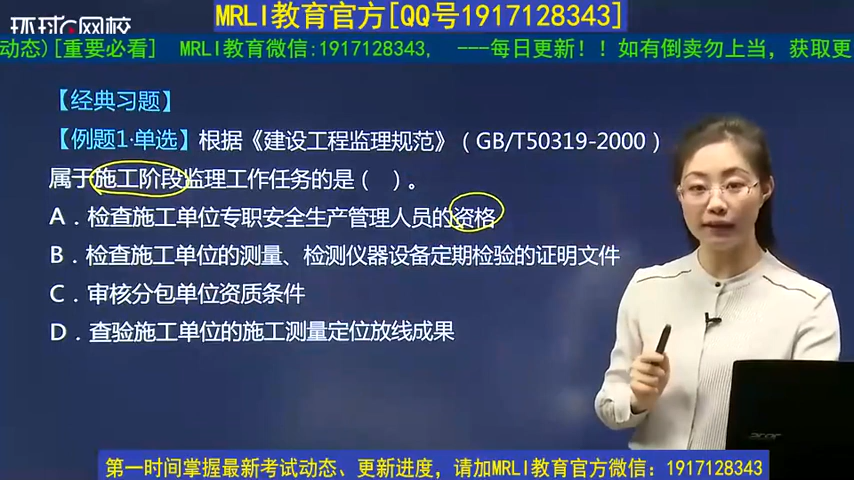 MRLI教育官方[QQ号1917128343]
环球网校
动态)[重要必看] MRLI教育微信:1917128343, ---每日更新！！如有倒卖勿上当，获取更
【经典习题】
【例题1·单选】根据《建设工程监理规范》（GB/T50319-2000）
属于施工阶段监理工作任务的是（ ）。
A．检查施工单位专职安全生产管理人员的资格
B．检查施工单位的测量、检测仪器设备定期检验的证明文件
C．审核分包单位资质条件
D．查验施工单位的施工测量定位放线成果
acer
第一时间掌握最新考试动态、更新进度，请加MRLI教育官方微信：1917128343